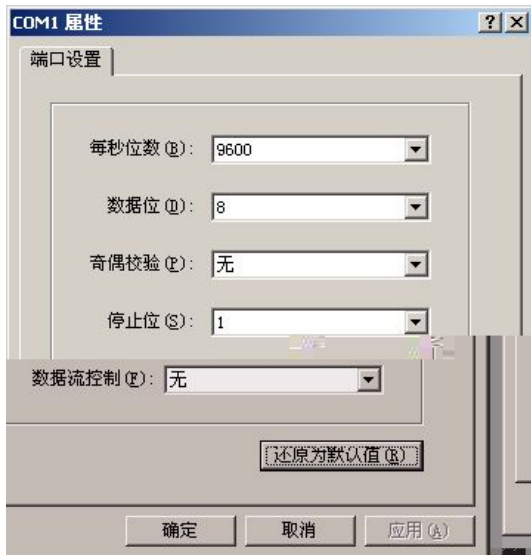 COM1 属性
端口设置
每秒位数(B): 9600
数据位(D): 8
奇偶校验(P): 无
停止位(S): 1
数据流控制(F): 无
还原为默认值(R)
确定 取消 应用(A)